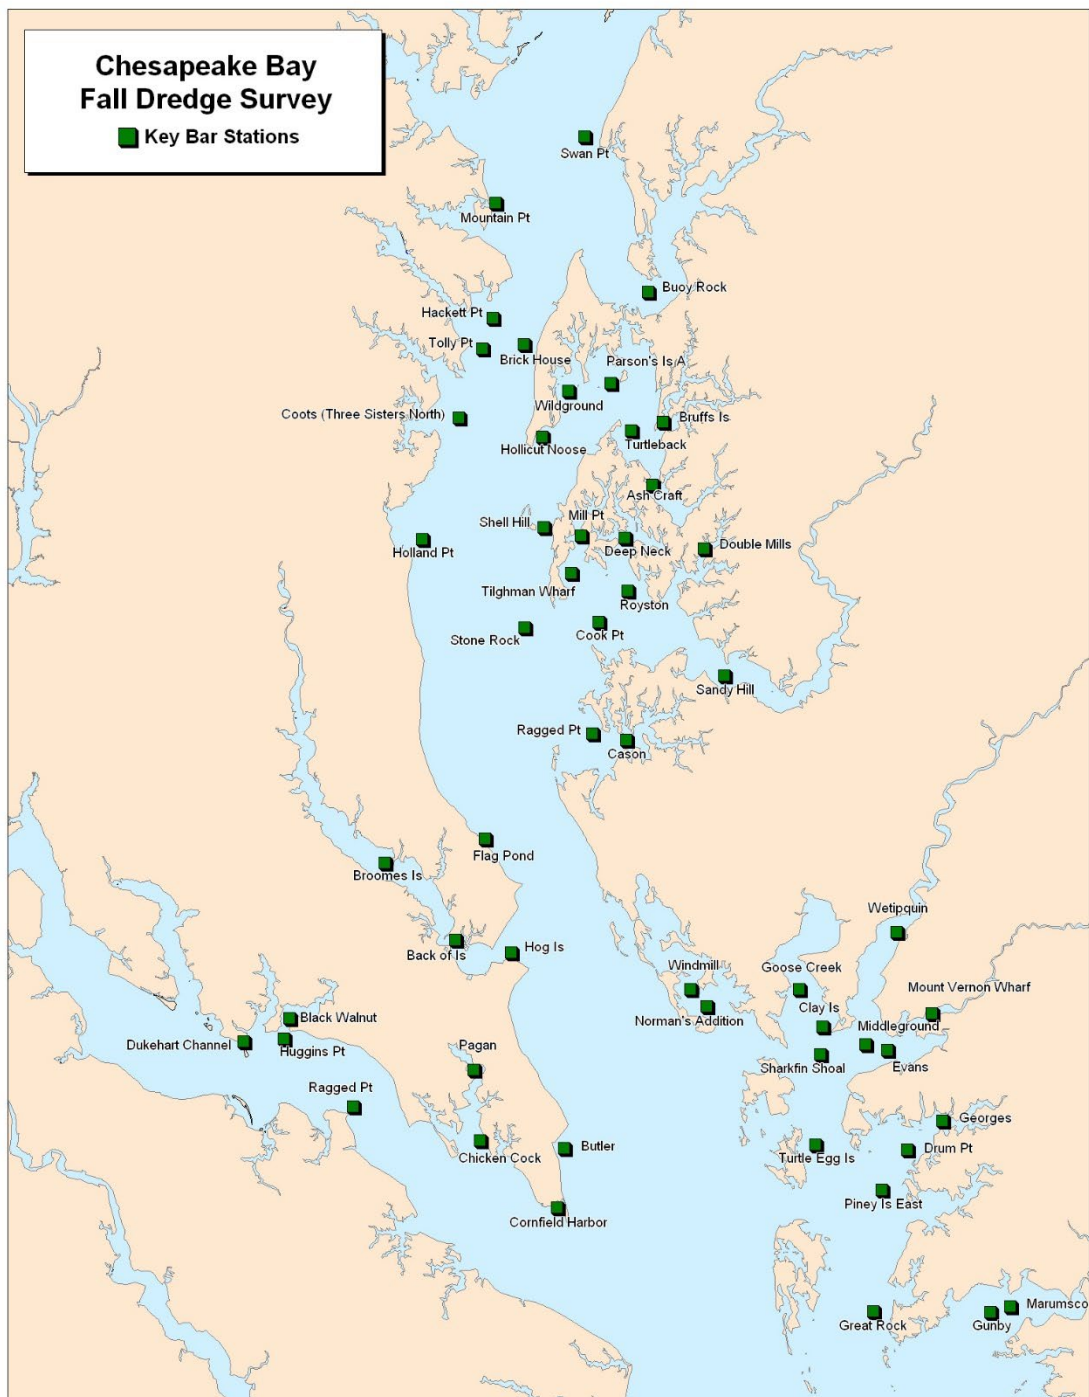 Chesapeake Bay
Fall Dredge Survey
Key Bar Stations
Swan Pt
Mountain Pt
Buoy Rock
Hackett Pt
Tolly Pt
Brick House
Parson's Is A
Wildground
Coots (Three Sisters North)
Bruffs Is
Hollicut Noose
Turtleback
Ash Craft
Shell Hill
Mill Pt
Holland Pt
Deep Neck
Double Mills
Tilghman Wharf
Royston
Stone Rock
Cook Pt
Sandy Hill
Ragged Pt
Cason
Flag Pond
Broomes Is
Wetipquin
Back of Is
Hog Is
Windmill
Goose Creek
Mount Vernon Wharf
Black Walnut
Norman's Addition
Clay Is
Middleground
Dukehart Channel
Huggins Pt
Pagan
Sharkfin Shoal
Evans
Ragged Pt
Georges
Chicken Cock
Butler
Turtle Egg Is
Drum Pt
Piney Is East
Cornfield Harbor
Marumsco
Great Rock
Gunby